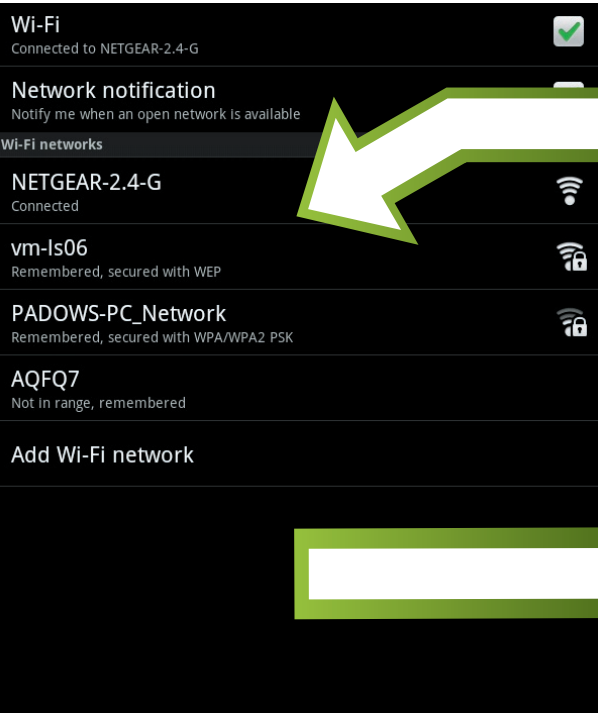 Wi-Fi
Connected to NETGEAR-2.4-G
Network notification
Notify me when an open network is available
Wi-Fi networks
NETGEAR-2.4-G
Connected
vm-ls06
Remembered, secured with WEP
PADOWS-PC_Network
Remembered, secured with WPA/WPA2 PSK
AQFQ7
Not in range, remembered
Add Wi-Fi network